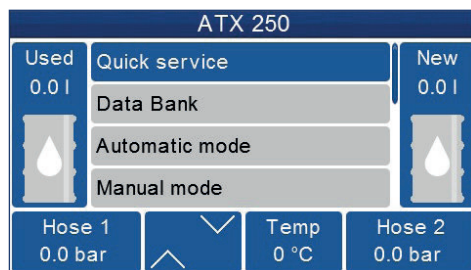 ATX 250
Used
0.0 l
Quick service
Data Bank
Automatic mode
Manual mode
New
0.0 l
Hose 1
0.0 bar
Temp
0 °C
Hose 2
0.0 bar